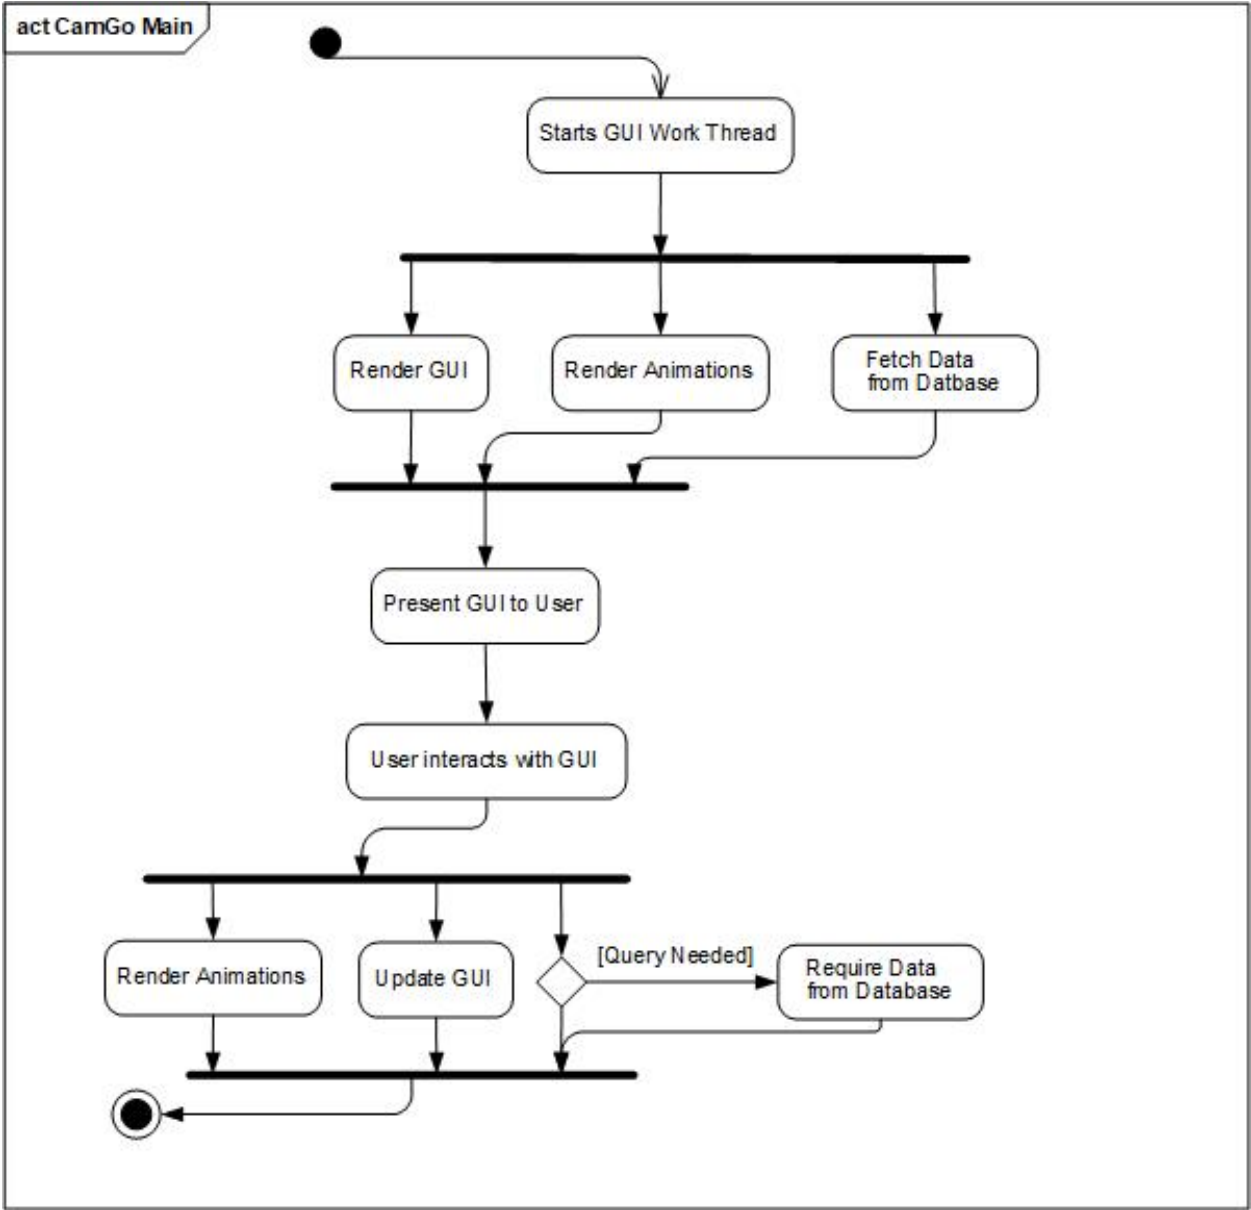 act CamGo Main
Starts GUI Work Thread
Render GUI
Render Animations
Fetch Data
from Datbase
Present GUI to User
User interacts with GUI
Render Animations
Update GUI
[Query Needed]
Require Data
from Database